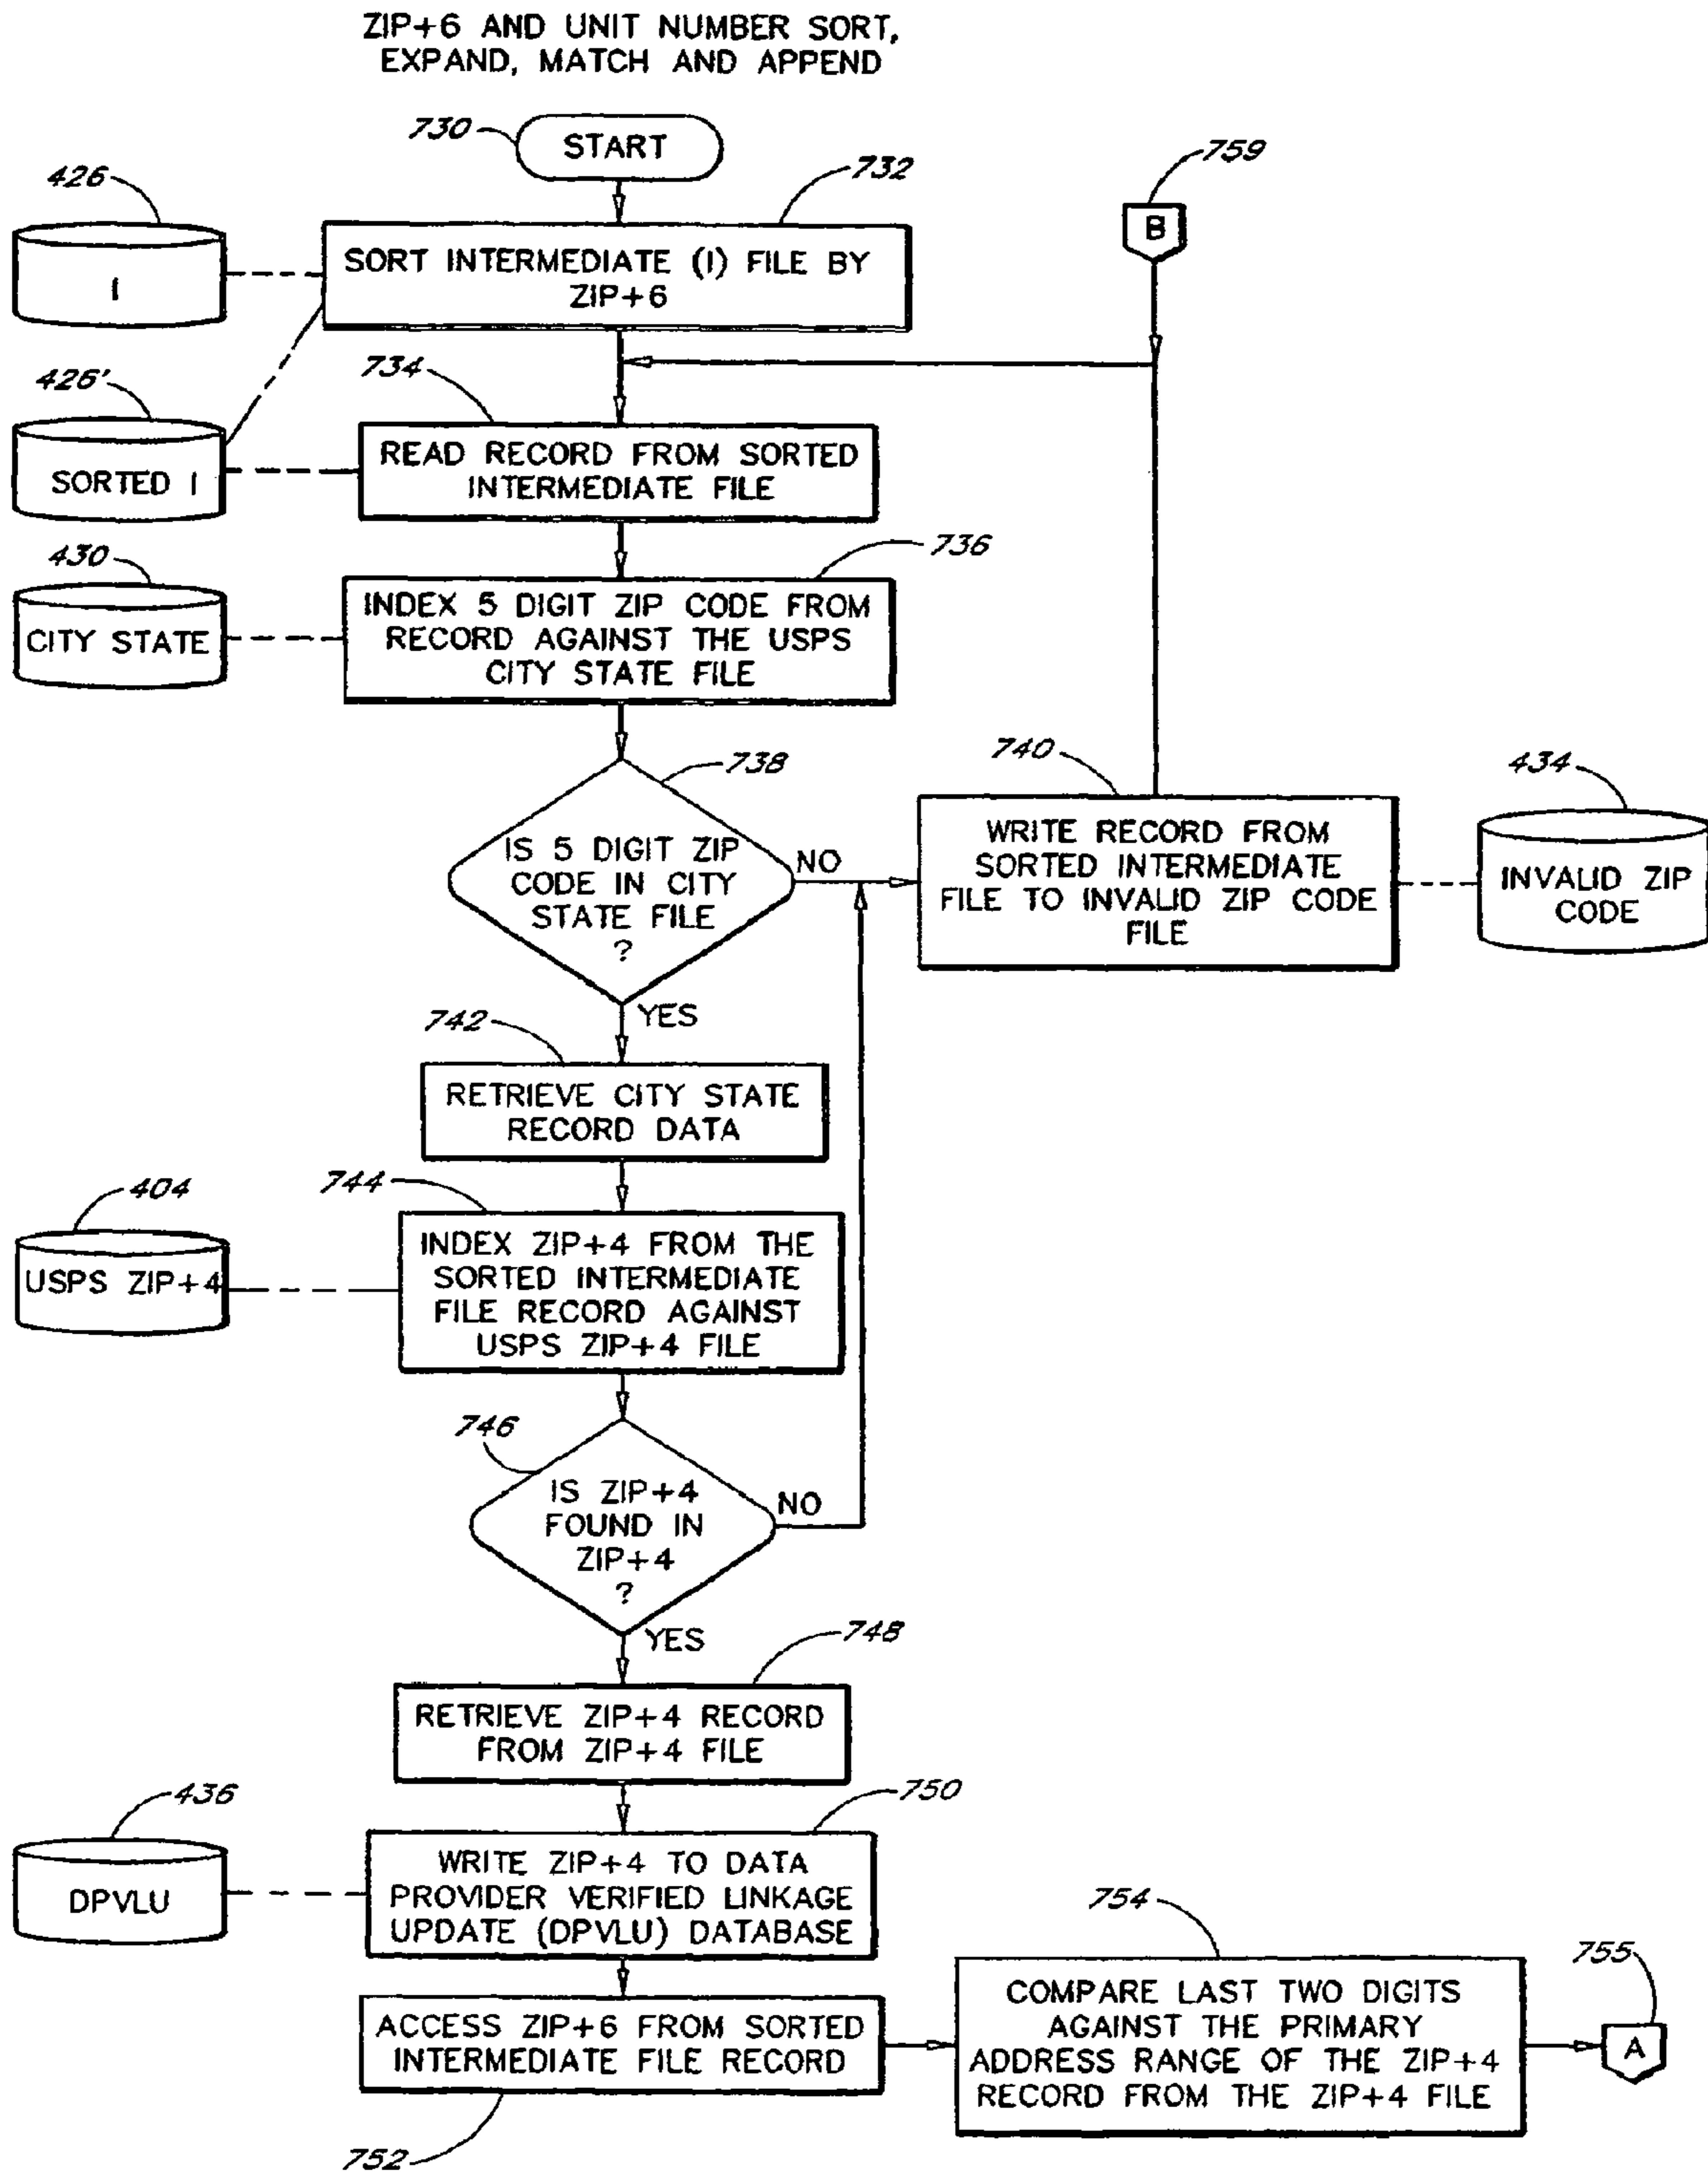 ZIP+6 AND UNIT NUMBER SORT,
EXPAND, MATCH AND APPEND
730
START
759
B
426
I
732
SORT INTERMEDIATE (I) FILE BY
ZIP+6
426'
SORTED I
734
READ RECORD FROM SORTED
INTERMEDIATE FILE
430
CITY STATE
736
INDEX 5 DIGIT ZIP CODE FROM
RECORD AGAINST THE USPS
CITY STATE FILE
738
IS 5 DIGIT ZIP
CODE IN CITY
STATE FILE
?
NO
YES
740
WRITE RECORD FROM
SORTED INTERMEDIATE
FILE TO INVALID ZIP CODE
FILE
434
INVALID ZIP
CODE
742
RETRIEVE CITY STATE
RECORD DATA
404
USPS ZIP+4
744
INDEX ZIP+4 FROM THE
SORTED INTERMEDIATE
FILE RECORD AGAINST
USPS ZIP+4 FILE
746
IS ZIP+4
FOUND IN
ZIP+4
?
NO
YES
748
RETRIEVE ZIP+4 RECORD
FROM ZIP+4 FILE
436
DPVLU
750
WRITE ZIP+4 TO DATA
PROVIDER VERIFIED LINKAGE
UPDATE (DPVLU) DATABASE
752
ACCESS ZIP+6 FROM SORTED
INTERMEDIATE FILE RECORD
754
COMPARE LAST TWO DIGITS
AGAINST THE PRIMARY
ADDRESS RANGE OF THE ZIP+4
RECORD FROM THE ZIP+4 FILE
755
A